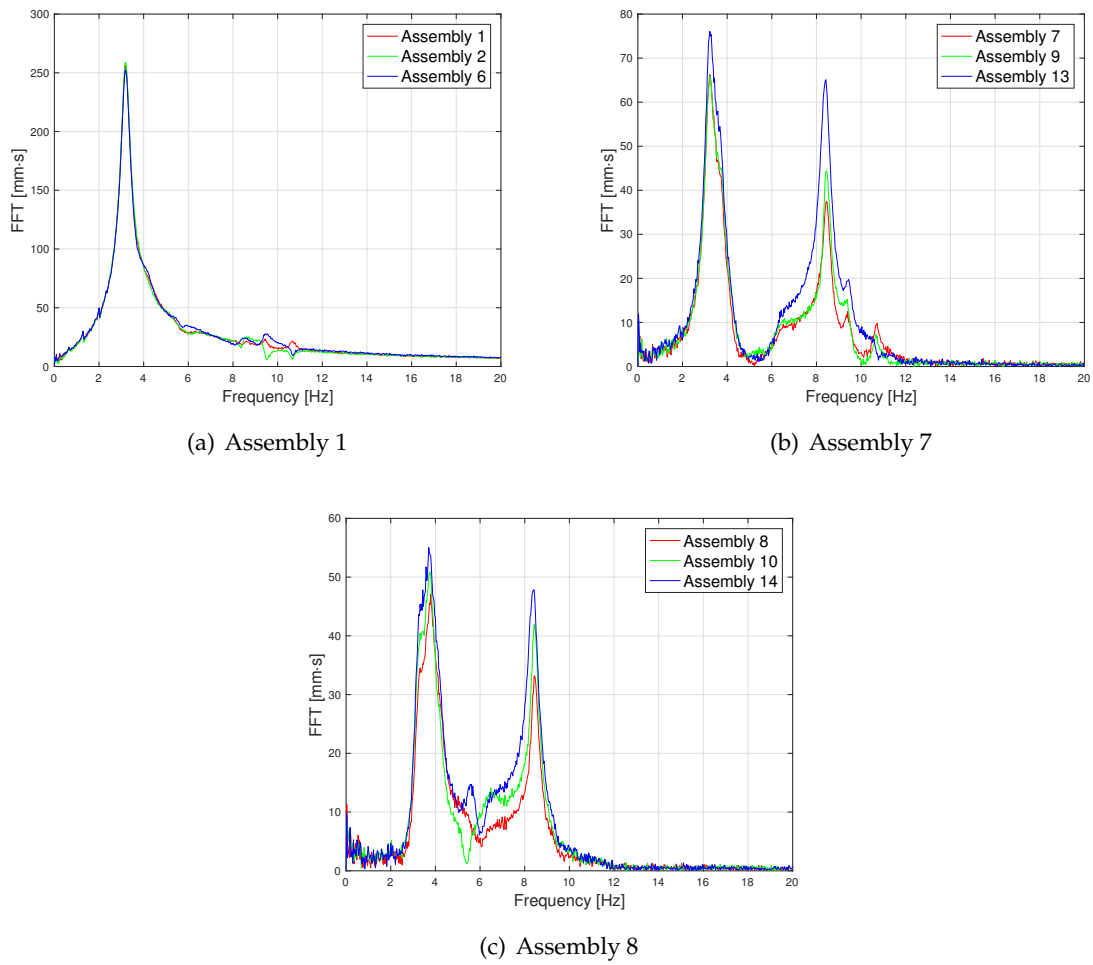 300
250
200
150
100
50
0
FFT [mm·s]
0 2 4 6 8 10 12 14 16 18 20
Frequency [Hz]
Assembly 1
Assembly 2
Assembly 6
(a) Assembly 1
80
70
60
50
40
30
20
10
0
FFT [mm·s]
0 2 4 6 8 10 12 14 16 18 20
Frequency [Hz]
Assembly 7
Assembly 9
Assembly 13
(b) Assembly 7
60
50
40
30
20
10
0
FFT [mm·s]
0 2 4 6 8 10 12 14 16 18 20
Frequency [Hz]
Assembly 8
Assembly 10
Assembly 14
(c) Assembly 8